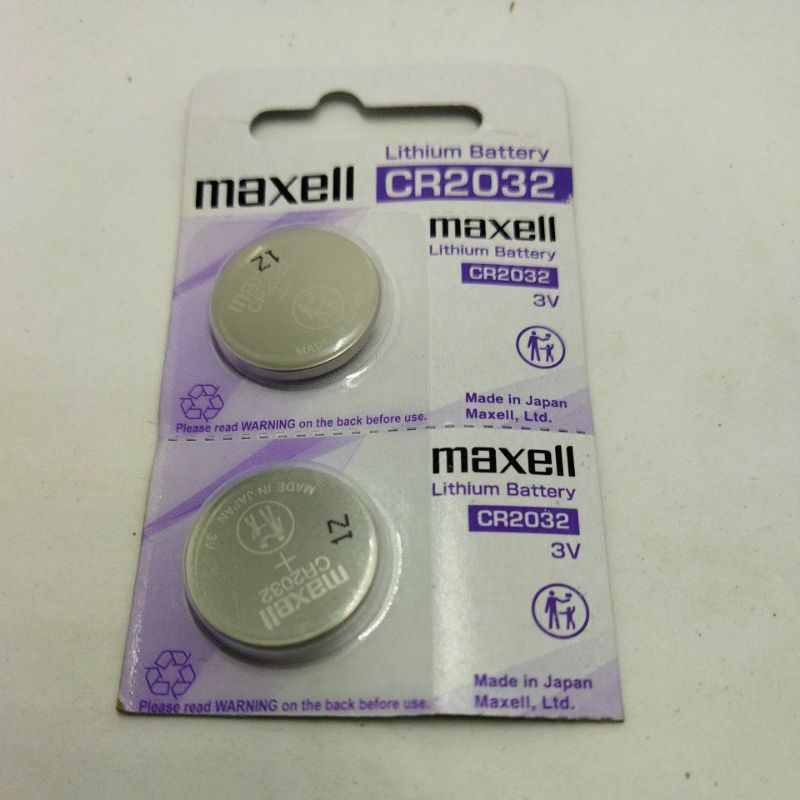 Lithium Battery
maxell CR2032
maxell
Lithium Battery
CR2032
3V
Made in Japan
Maxell, Ltd.
1Z
Please read WARNING on the back before use.
maxell
Lithium Battery
CR2032
3V
Made in Japan
Maxell, Ltd.
1Z
maxell
CR2032
+
3V
MADE IN JAPAN
Please read WARNING on the back before use.